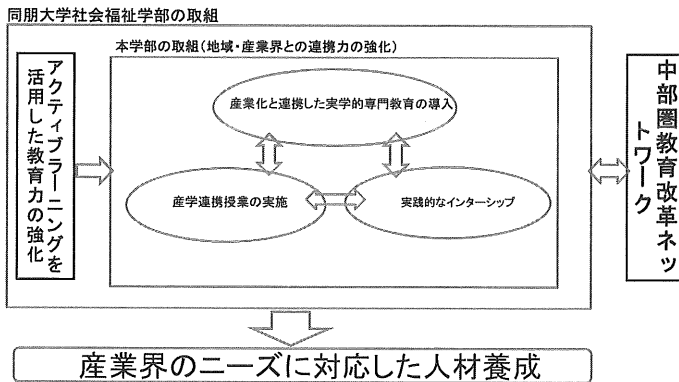 同朋大学社会福祉学部の取組
本学部の取組(地域・産業界との連携力の強化)
アクティブラーニングを
活用した教育力の強化
産業化と連携した実学的専門教育の導入
産学連携授業の実施
実践的なインターシップ
中部圏教育改革ネッ
トワーク
産業界のニーズに対応した人材養成